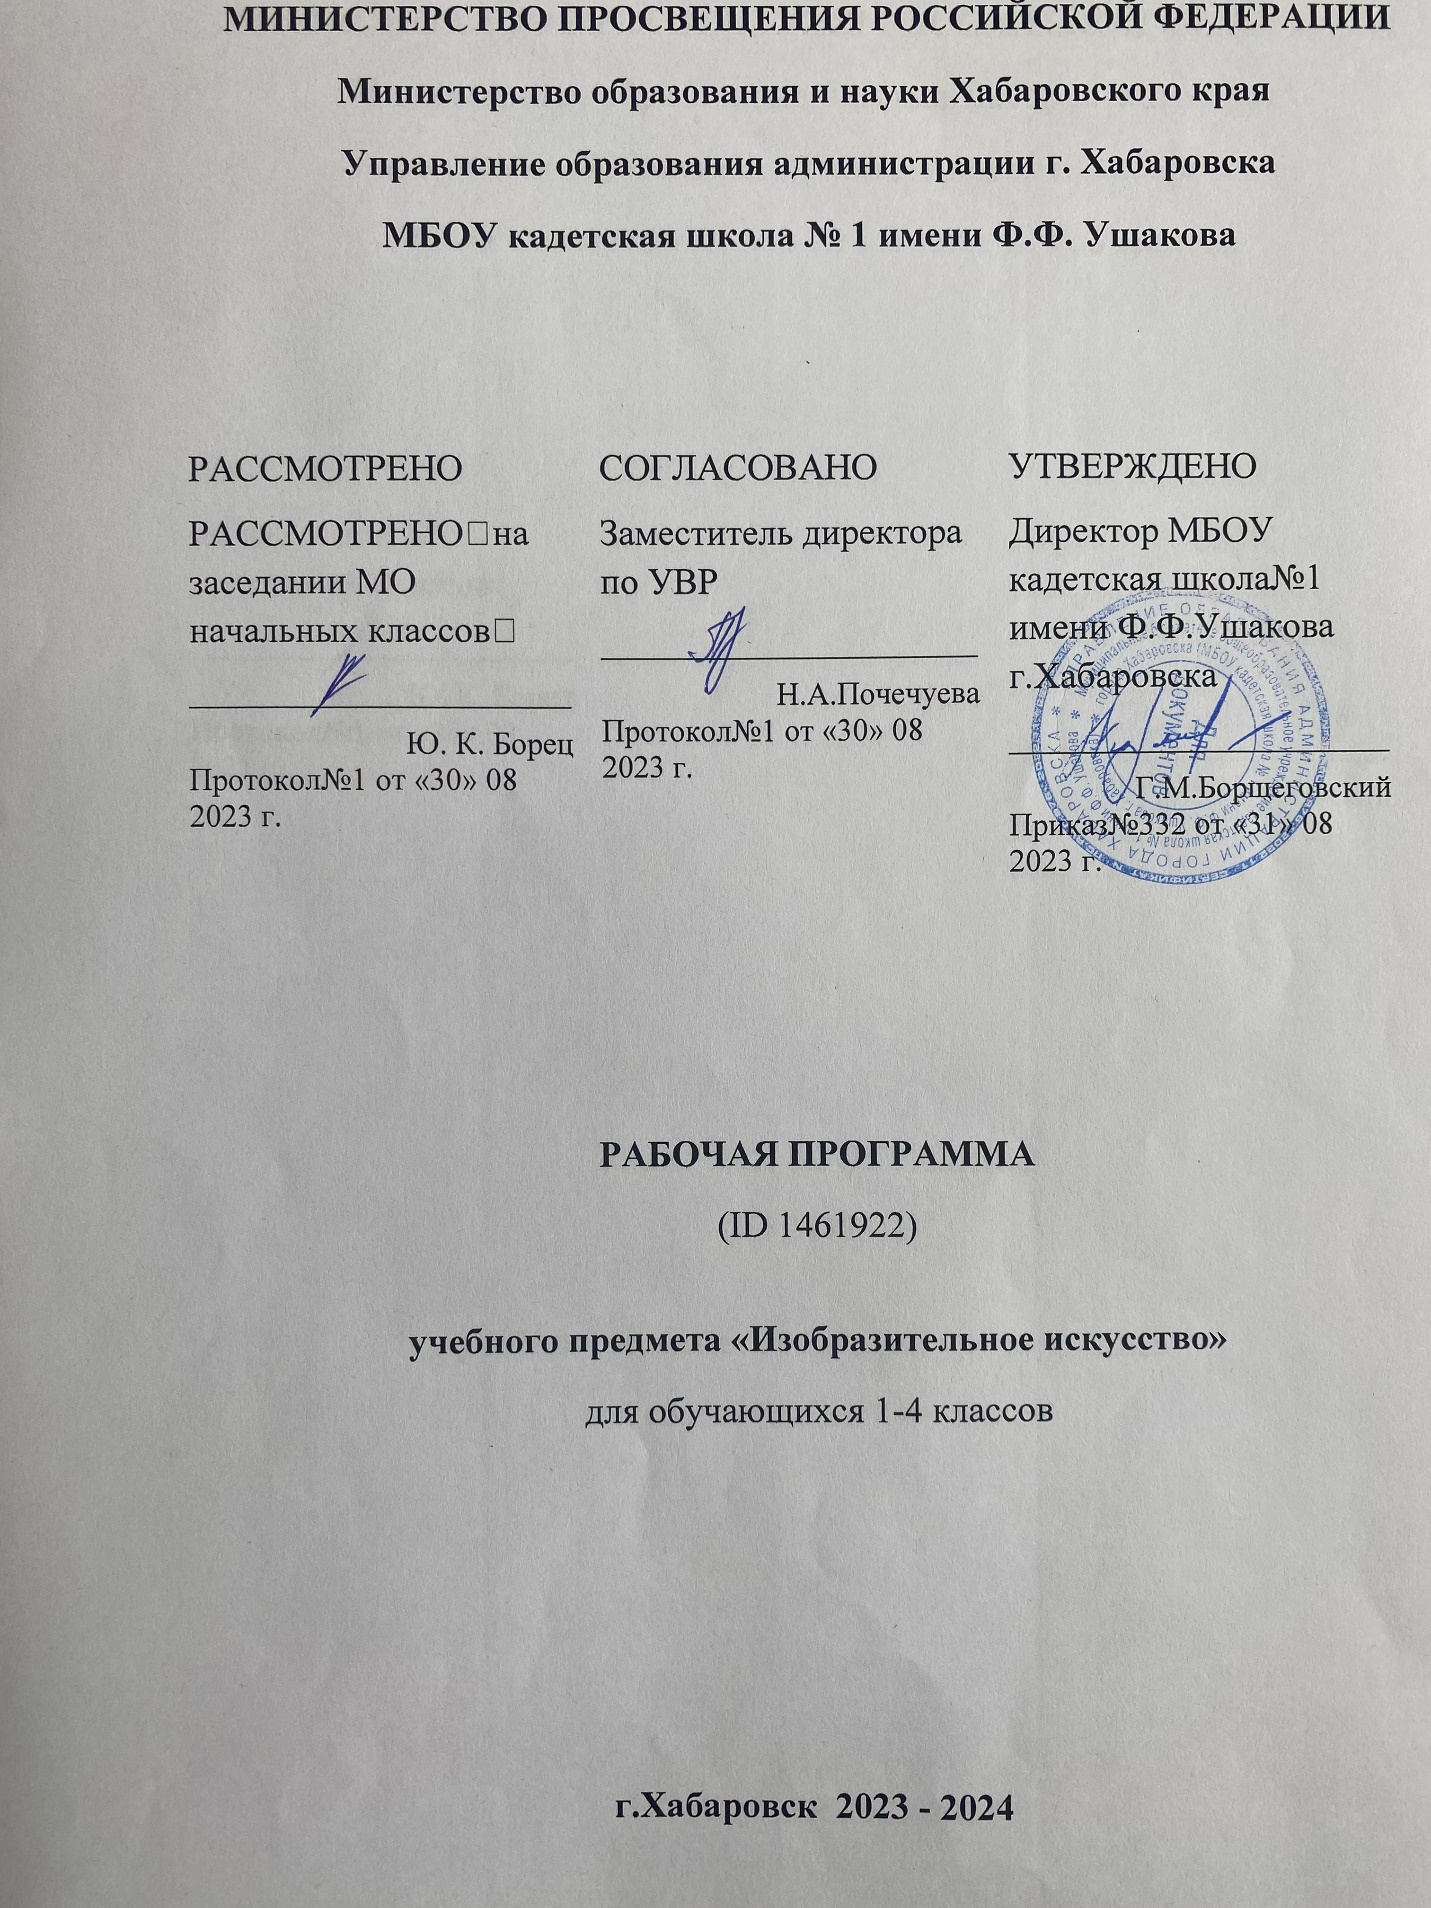 МИНИСТЕРСТВО ПРОСВЕЩЕНИЯ РОССИЙСКОЙ ФЕДЕРАЦИИ
Министерство образования и науки Хабаровского края
Управление образования администрации г. Хабаровска
МБОУ кадетская школа № 1 имени Ф.Ф. Ушакова
РАССМОТРЕНО
РАССМОТРЕНО□на
заседании МО
начальных классов□
Ю. К. Борец
Протокол№1 от «30» 08
2023 г.
СОГЛАСОВАНО
Заместитель директора
по УВР
Н.А.Почечуева
Протокол№1 от «30» 08
2023 г.
УТВЕРЖДЕНО
Директор МБОУ
кадетская школа№1
имени Ф.Ф.Ушакова
г.Хабаровска
Г.М.Борщеговский
Приказ№332 от «31» 08
2023 г.
Для
документов
РАБОЧАЯ ПРОГРАММА
(ID 1461922)
учебного предмета «Изобразительное искусство»
для обучающихся 1-4 классов
г.Хабаровск 2023 - 2024